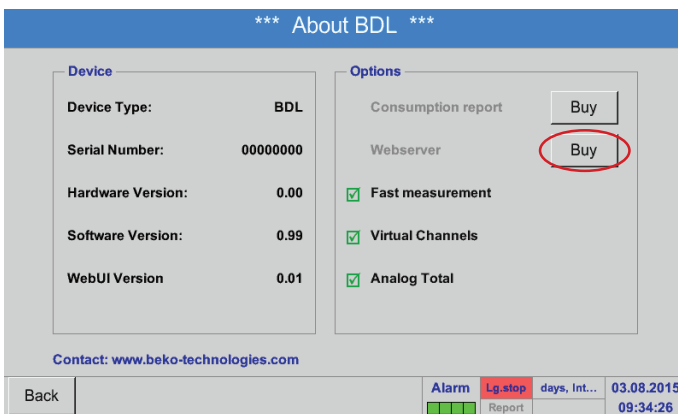 *** About BDL ***
Device
Device Type: BDL
Serial Number: 00000000
Hardware Version: 0.00
Software Version: 0.99
WebUI Version 0.01
Options
Consumption report Buy
Webserver Buy
Fast measurement
Virtual Channels
Analog Total
Contact: www.beko-technologies.com
Back
Alarm Lg.stop days, Int... 03.08.2015
Report 09:34:26